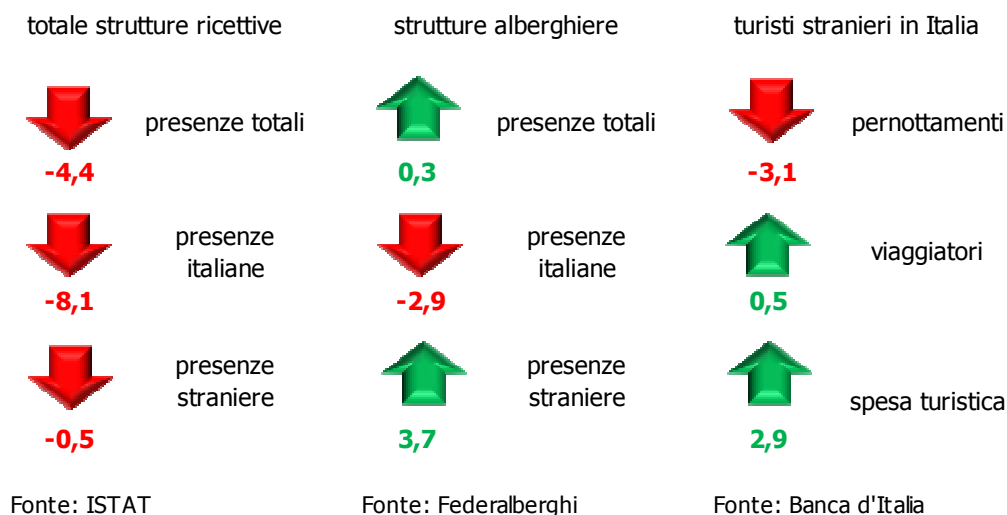 totale strutture ricettive
strutture alberghiere
turisti stranieri in Italia
presenze totali
-4,4
presenze totali
0,3
pernottamenti
-3,1
presenze
italiane
-8,1
presenze
italiane
-2,9
viaggiatori
0,5
presenze
straniere
-0,5
presenze
straniere
3,7
spesa turistica
2,9
Fonte: ISTAT
Fonte: Federalberghi
Fonte: Banca d'Italia